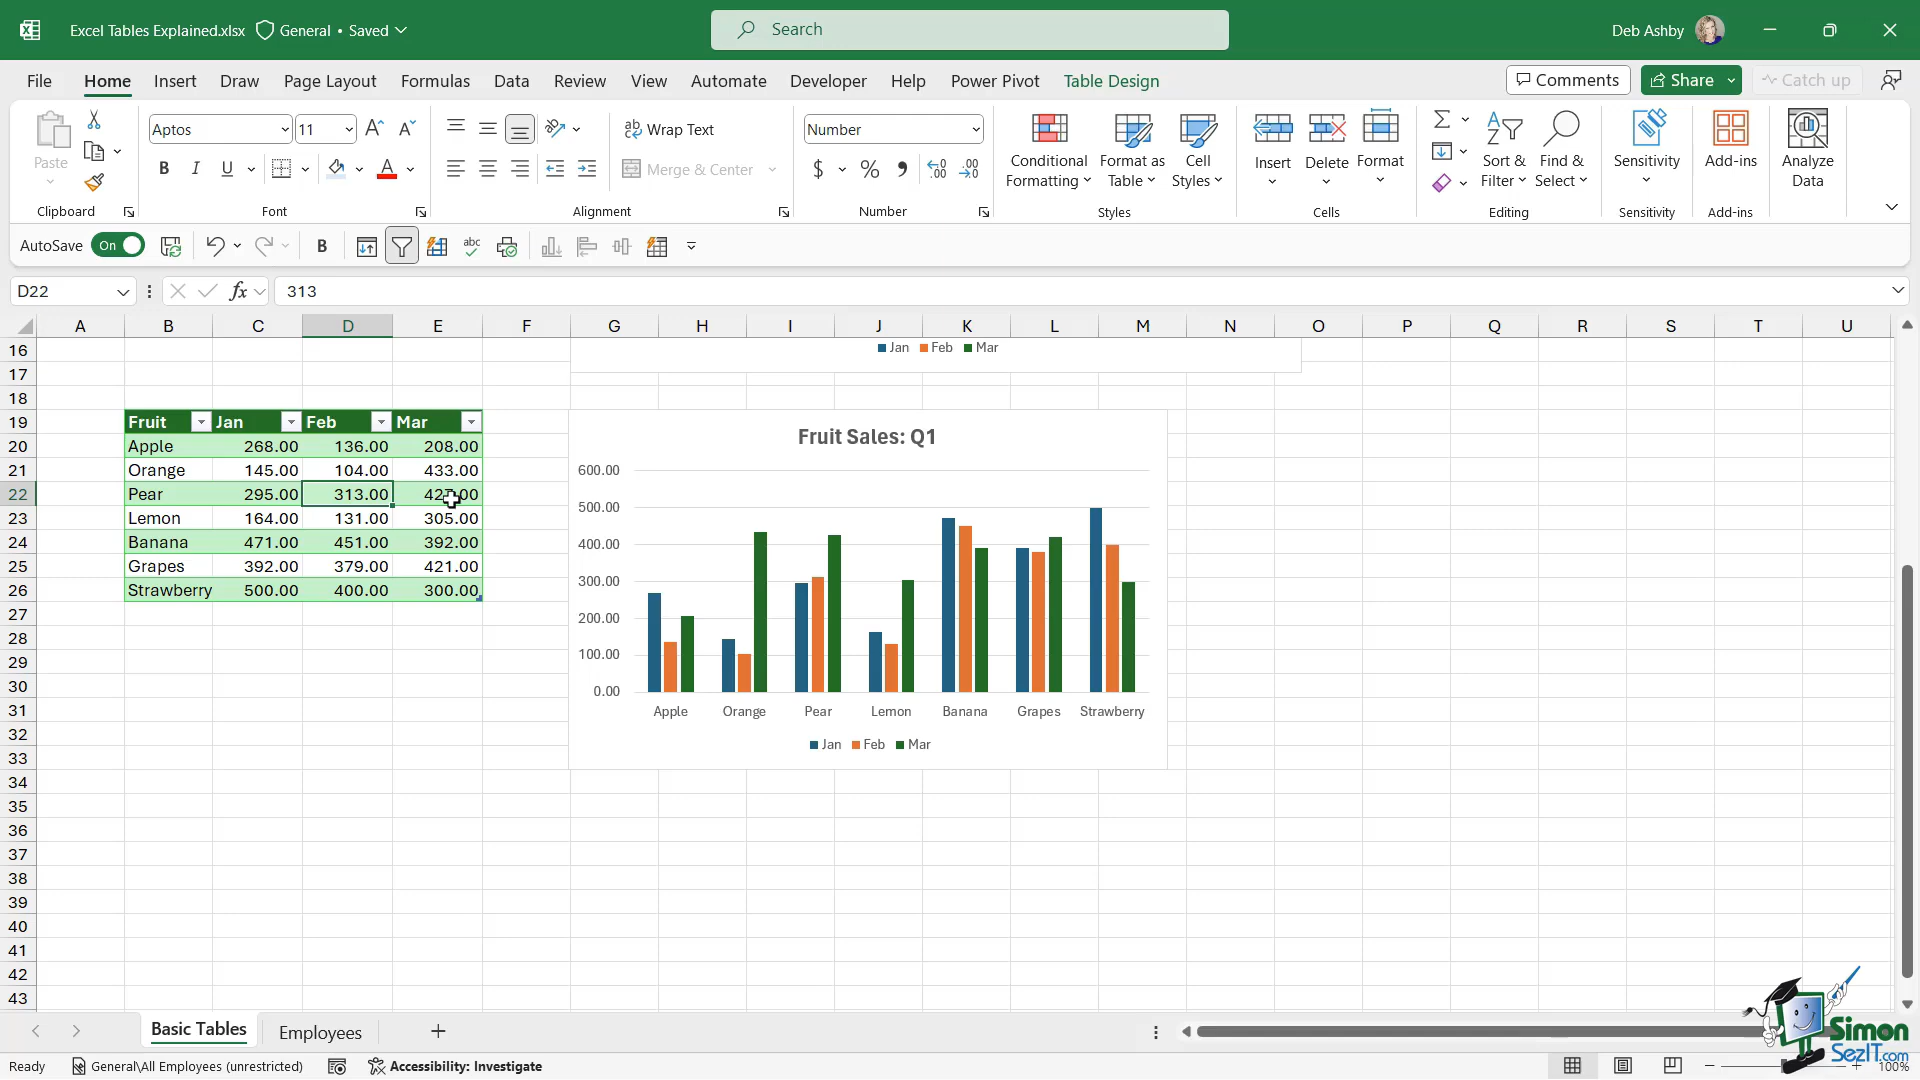 Excel Tables Explained.xlsx General • Saved
Search
Deb Ashby
File Home Insert Draw Page Layout Formulas Data Review View Automate Developer Help Power Pivot Table Design
Comments Share Catch up
Paste
Clipboard
Aptos 11
B I U A
Font
Wrap Text
Merge & Center
Alignment
Number
$ % 
Number
Conditional Formatting
Format as Table
Cell Styles
Styles
Insert Delete Format
Cells
Sort & Filter
Find & Select
Editing
Sensitivity
Sensitivity
Add-ins
Add-ins
Analyze Data
AutoSave On B abc
D22 fx 313
A B C D E F G H I J K L M N O P Q R S T U
16
17
18
19 Fruit Jan Feb Mar
20 Apple 268.00 136.00 208.00
21 Orange 145.00 104.00 433.00
22 Pear 295.00 313.00
23 Lemon 164.00 131.00 305.00
24 Banana 471.00 451.00 392.00
25 Grapes 392.00 379.00 421.00
26 Strawberry 500.00 400.00 300.00
27
28
29
30
31
32
33
34
35
36
37
38
39
40
41
42
43
Jan Feb Mar
Fruit Sales: Q1
600.00
500.00
400.00
300.00
200.00
100.00
0.00
Apple Orange Pear Lemon Banana Grapes Strawberry
Jan Feb Mar
Basic Tables Employees
Ready General\All Employees (unrestricted) Accessibility: Investigate
100%
Simon
SezIT.com